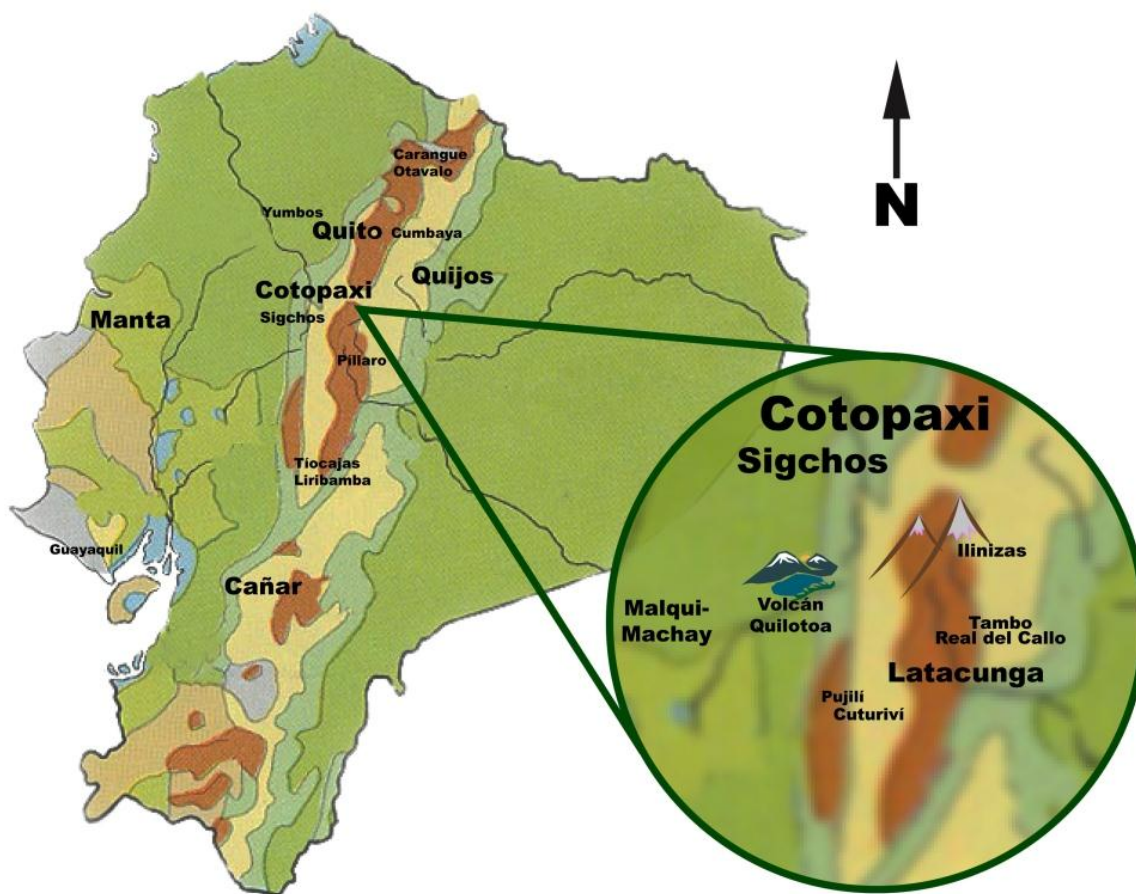 Carangue
Otavalo
Yumbos
Quito
Cumbaya
Quijos
Cotopaxi
Sigchos
Manta
Píllaro
Tiocajas
Liribamba
Guayaquil
Cañar
N
Cotopaxi
Sigchos
Ilinizas
Volcán
Quilotoa
Malqui-
Machay
Tambo
Real del Callo
Latacunga
Pujilí
Cuturiví